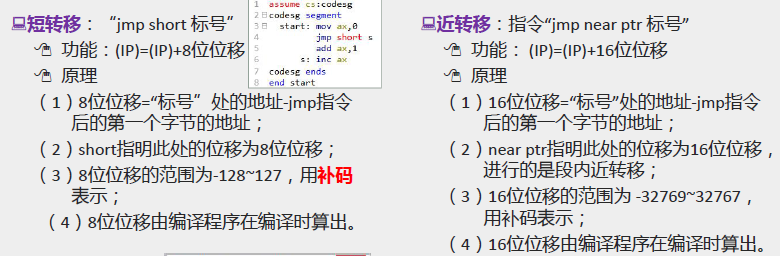 短转移："jmp short 标号"
功能：(IP)=(IP)+8位位移
原理
（1）8位位移="标号"处的地址-jmp指令
后的第一个字节的地址；
（2）short指明此处的位移为8位位移；
（3）8位位移的范围为-128~127，用补码
表示；
（4）8位位移由编译程序在编译时算出。
1 assume cs:codesg
2 codesg segment
3 start: mov ax,0
4 jmp short s
5 add ax,1
6 s: inc ax
7 codesg ends
8 end start
近转移：指令"jmp near ptr 标号"
功能： (IP)=(IP)+16位位移
原理
（1）16位位移="标号"处的地址-jmp指令
后的第一个字节的地址；
（2）near ptr指明此处的位移为16位位移，
进行的是段内近转移；
（3）16位位移的范围为 -32769~32767，
用补码表示；
（4）16位位移由编译程序在编译时算出。